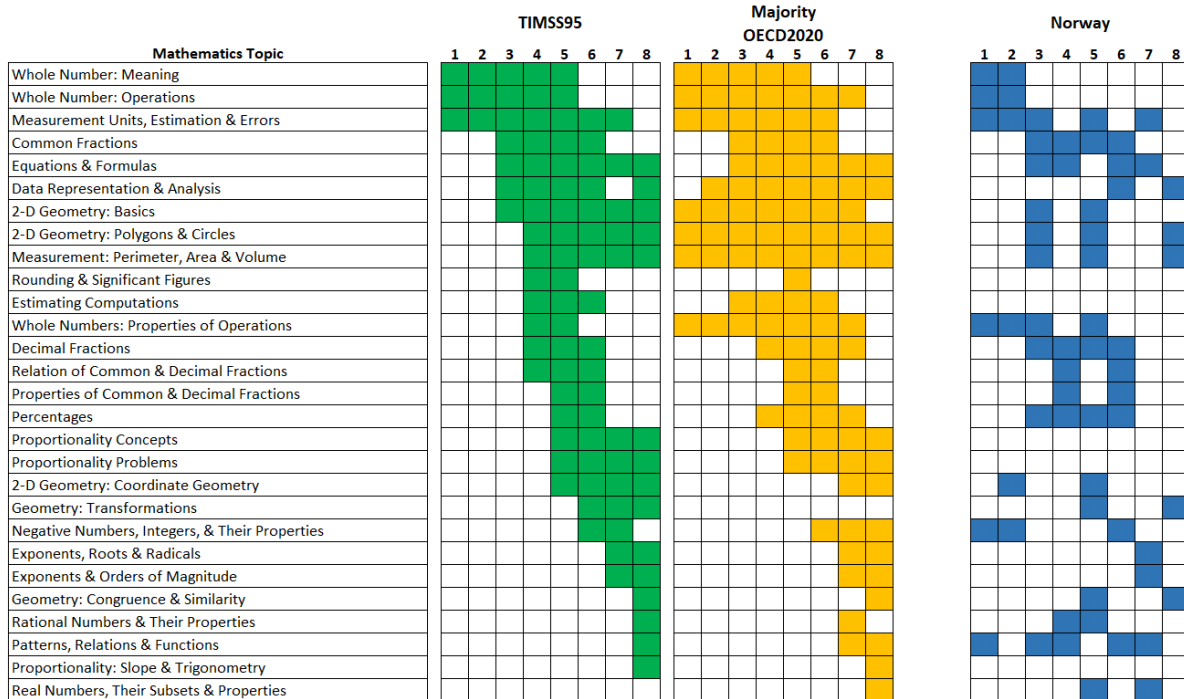 TIMSS95
Majority
OECD2020
Norway
Mathematics Topic 1 2 3 4 5 6 7 8 1 2 3 4 5 6 7 8 1 2 3 4 5 6 7 8
Whole Number: Meaning
Whole Number: Operations
Measurement Units, Estimation & Errors
Common Fractions
Equations & Formulas
Data Representation & Analysis
2-D Geometry: Basics
2-D Geometry: Polygons & Circles
Measurement: Perimeter, Area & Volume
Rounding & Significant Figures
Estimating Computations
Whole Numbers: Properties of Operations
Decimal Fractions
Relation of Common & Decimal Fractions
Properties of Common & Decimal Fractions
Percentages
Proportionality Concepts
Proportionality Problems
2-D Geometry: Coordinate Geometry
Geometry: Transformations
Negative Numbers, Integers, & Their Properties
Exponents, Roots & Radicals
Exponents & Orders of Magnitude
Geometry: Congruence & Similarity
Rational Numbers & Their Properties
Patterns, Relations & Functions
Proportionality: Slope & Trigonometry
Real Numbers, Their Subsets & Properties